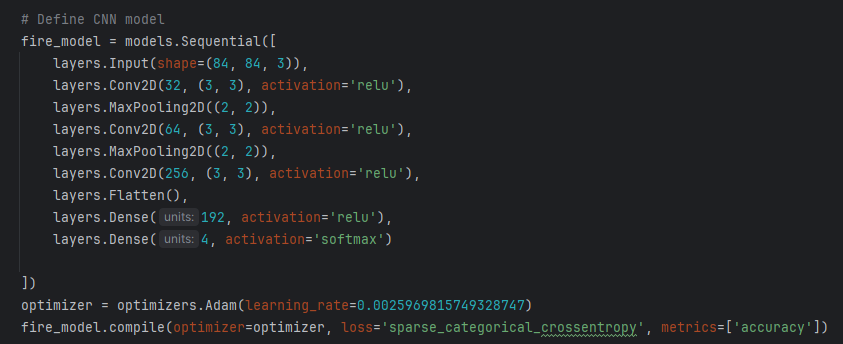 # Define CNN model
fire_model = models.Sequential([
    layers.Input(shape=(84, 84, 3)),
    layers.Conv2D(32, (3, 3), activation='relu'),
    layers.MaxPooling2D((2, 2)),
    layers.Conv2D(64, (3, 3), activation='relu'),
    layers.MaxPooling2D((2, 2)),
    layers.Conv2D(256, (3, 3), activation='relu'),
    layers.Flatten(),
    layers.Dense( units: 192, activation='relu'),
    layers.Dense( units: 4, activation='softmax')
])
optimizer = optimizers.Adam(learning_rate=0.0025969815749328747)
fire_model.compile(optimizer=optimizer, loss='sparse_categorical_crossentropy', metrics=['accuracy'])